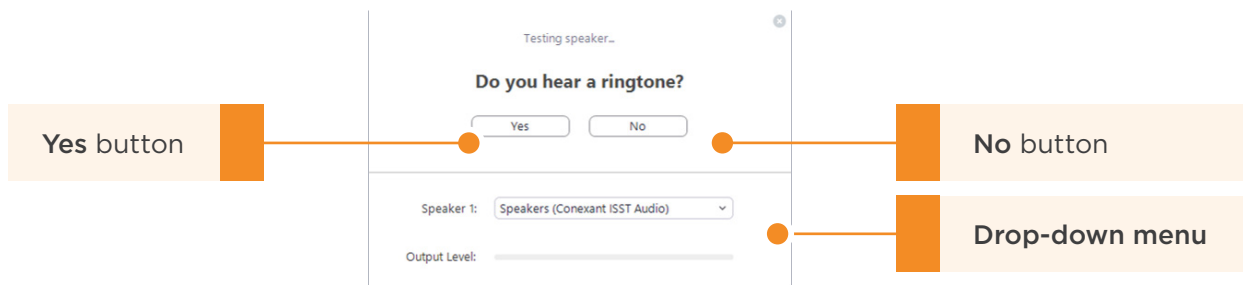 Testing speaker...
Do you hear a ringtone?
Yes No
Yes button
No button
Speaker 1: Speakers (Conexant ISST Audio)
Drop-down menu
Output Level: